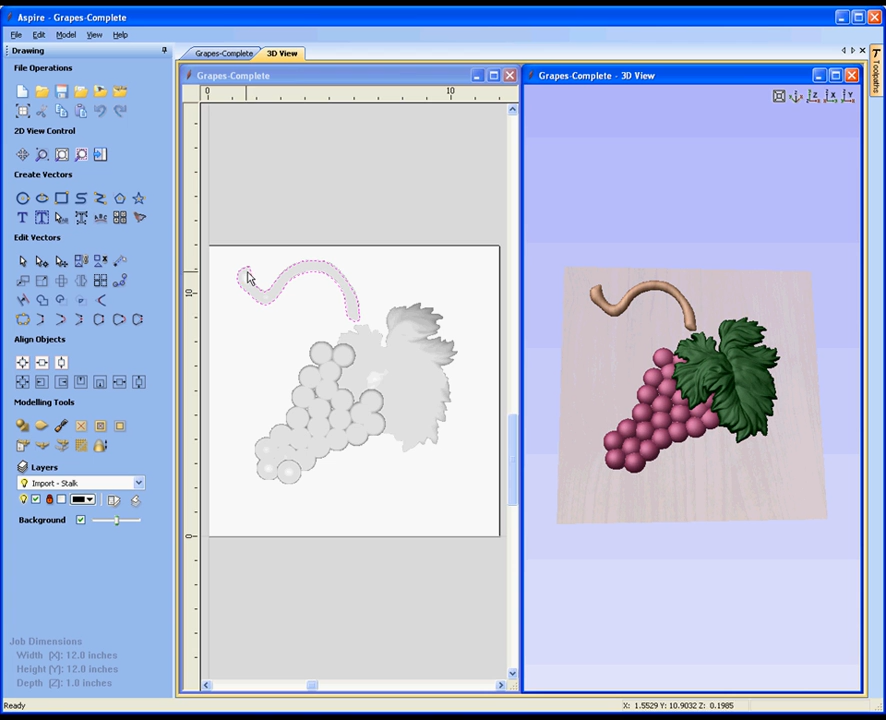 Aspire - Grapes-Complete
File Edit Model View Help
Drawing
File Operations
2D View Control
Create Vectors
Edit Vectors
Align Objects
Modelling Tools
Layers
Import - Stalk
Background
Job Dimensions
Width [X]: 12.0 inches
Height [Y]: 12.0 inches
Depth [Z]: 1.0 inches
Ready
Grapes-Complete 3D View
Grapes-Complete
0 10
10
0
Grapes-Complete - 3D View
Z X Y
Toolpaths
X: 1.5529 Y: 10.9032 Z: 0.1985